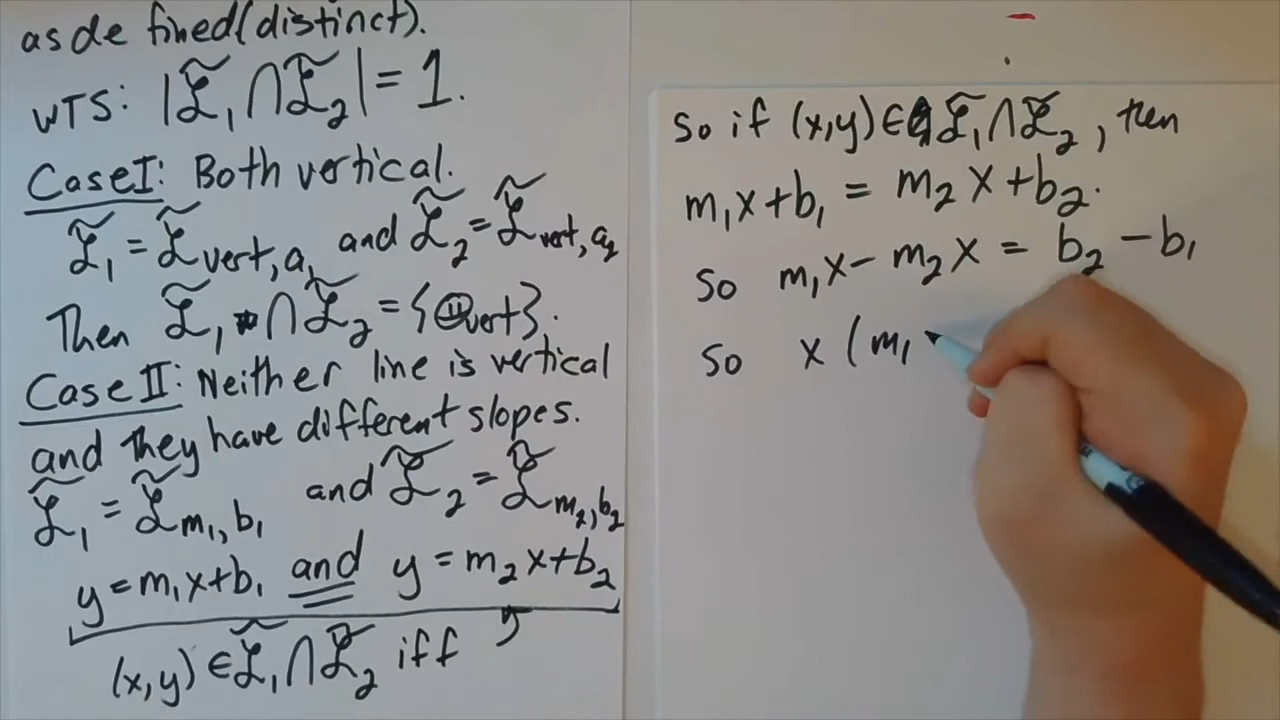 as defined (distinct).
WTS: |L̃₁ ∩ L̃₂| = 1.
Case I: Both vertical.
L̃₁ = L̃vert,a₁ and L̃₂ = L̃vert,a₂
Then L̃₁ ∩ L̃₂ = {☺vert}.
Case II: Neither line is vertical
and they have different slopes.
L̃₁ = L̃m₁,b₁ and L̃₂ = L̃m₂,b₂
y = m₁x + b₁ and y = m₂x + b₂
(x,y) ∈ L̃₁ ∩ L̃₂ iff
So if (x,y) ∈ L̃₁ ∩ L̃₂, then
m₁x + b₁ = m₂x + b₂.
So m₁x − m₂x = b₂ − b₁
So x (m₁